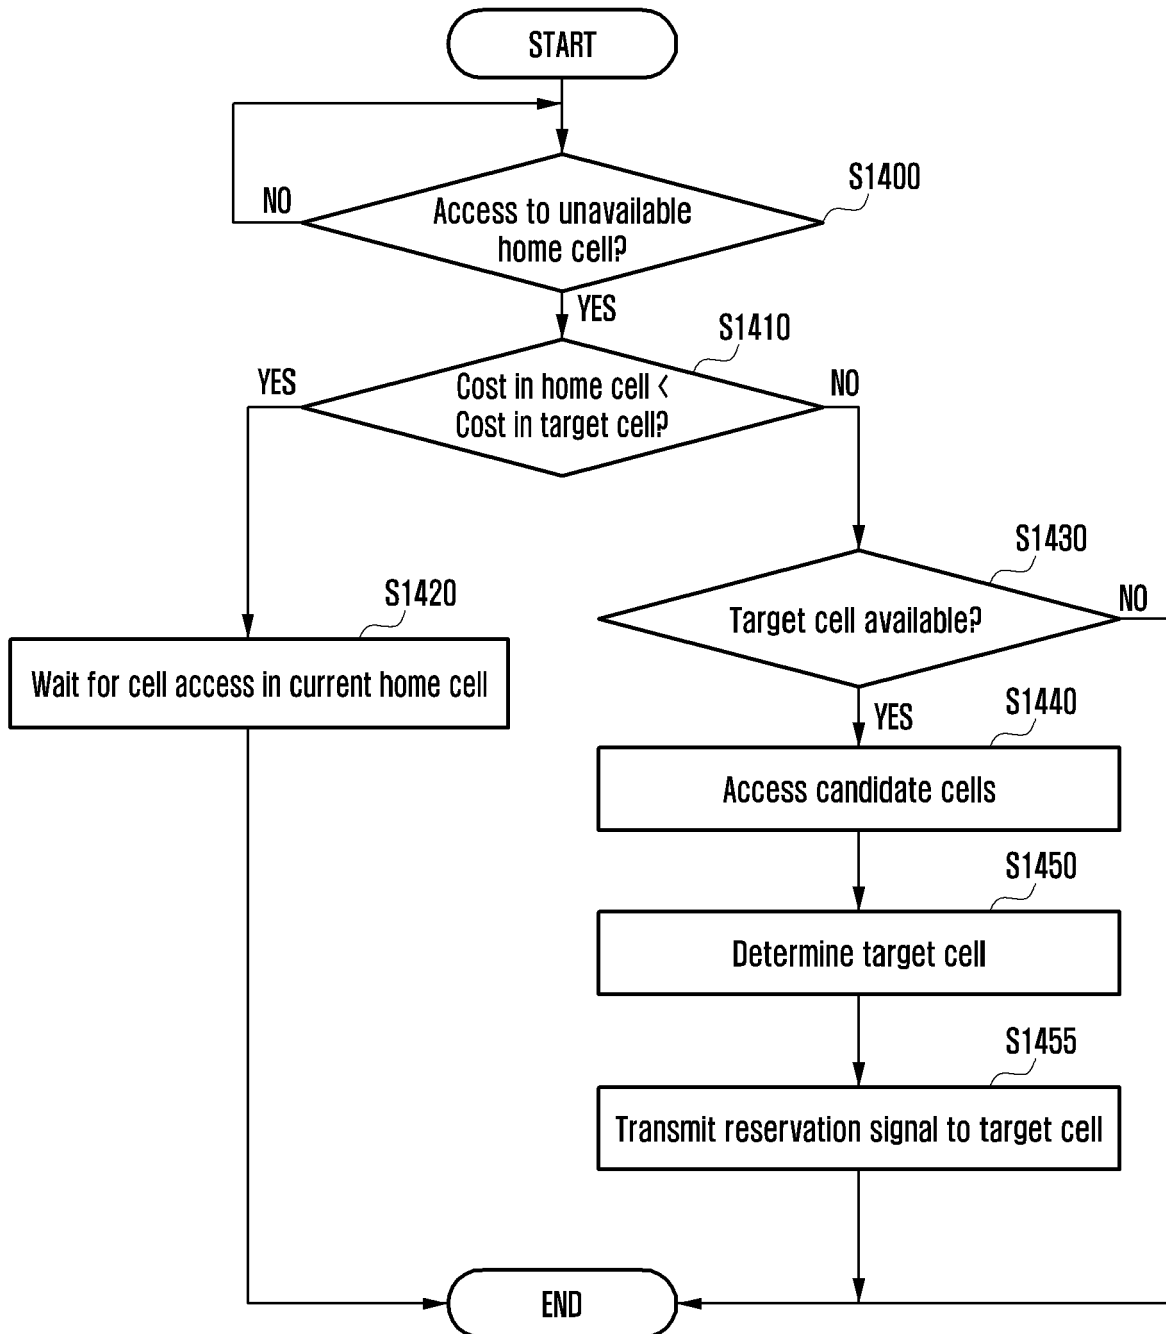 START
S1400
NO
Access to unavailable
home cell?
YES
S1410
YES
Cost in home cell <
Cost in target cell?
NO
S1430
S1420
NO
Target cell available?
Wait for cell access in current home cell
YES
S1440
Access candidate cells
S1450
Determine target cell
S1455
Transmit reservation signal to target cell
END